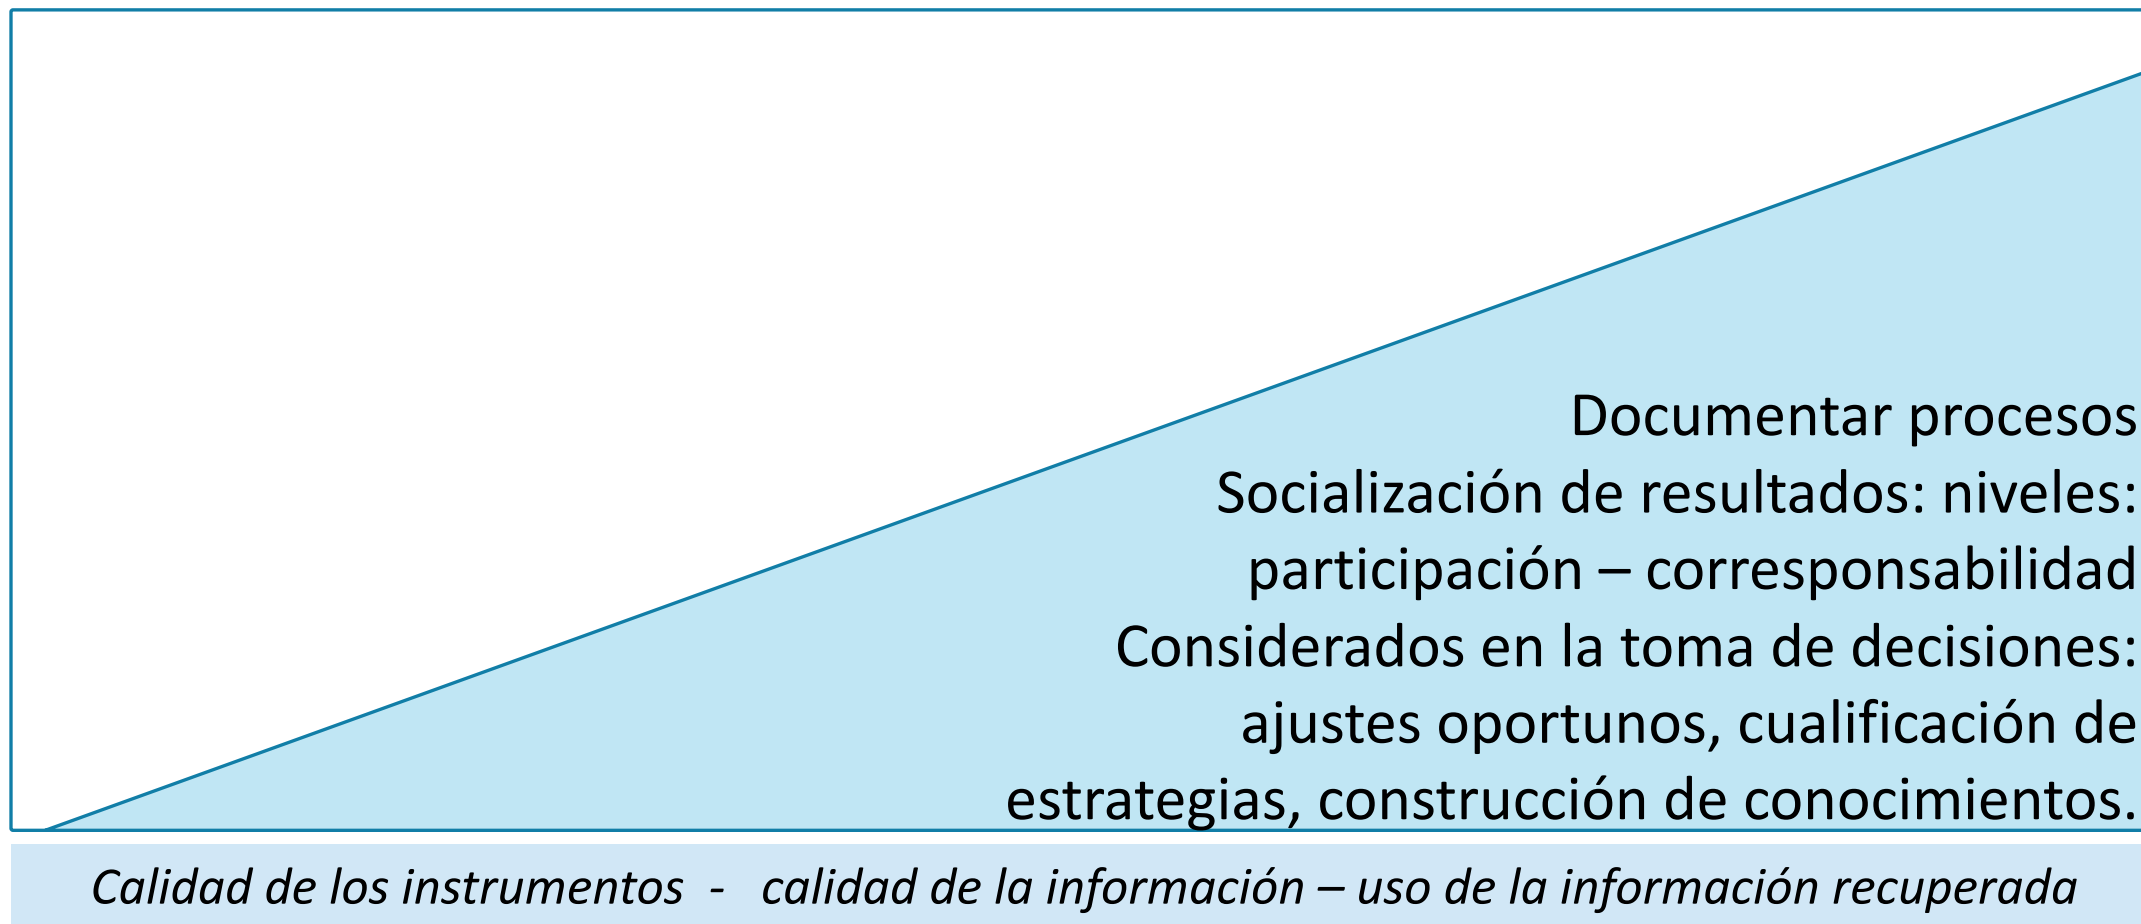 Documentar procesos
Socialización de resultados: niveles:
participación – corresponsabilidad
Considerados en la toma de decisiones:
ajustes oportunos, cualificación de
estrategias, construcción de conocimientos.
Calidad de los instrumentos - calidad de la información – uso de la información recuperada